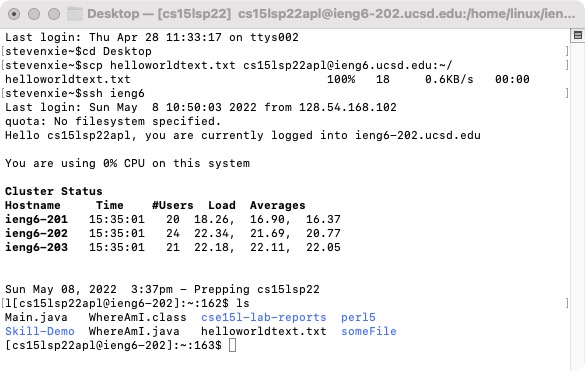 Desktop — [cs15lsp22] cs15lsp22apl@ieng6-202.ucsd.edu:/home/linux/ien...
Last login: Thu Apr 28 11:33:17 on ttys002
[stevenxie~$cd Desktop ]
[stevenxie~$scp helloworldtext.txt cs15lsp22apl@ieng6.ucsd.edu:~/ ]
helloworldtext.txt 100% 18 0.6KB/s 00:00
[stevenxie~$ssh ieng6 ]
Last login: Sun May 8 10:50:03 2022 from 128.54.168.102
quota: No filesystem specified.
Hello cs15lsp22apl, you are currently logged into ieng6-202.ucsd.edu
You are using 0% CPU on this system
Cluster Status
Hostname Time #Users Load Averages
ieng6-201 15:35:01 20 18.26, 16.90, 16.37
ieng6-202 15:35:01 24 22.34, 21.69, 20.77
ieng6-203 15:35:01 21 22.18, 22.11, 22.05
Sun May 08, 2022 3:37pm - Prepping cs15lsp22
[l[cs15lsp22apl@ieng6-202]:~:162$ ls ]
Main.java WhereAmI.class cse15l-lab-reports perl5
Skill-Demo WhereAmI.java helloworldtext.txt someFile
[cs15lsp22apl@ieng6-202]:~:163$